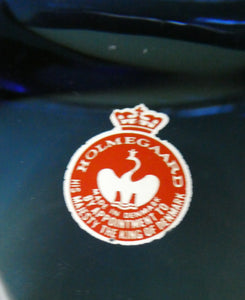 HOLMEGAARD
MADE IN DENMARK
BY APPOINTMENT TO
HIS MAJESTY THE KING OF DENMARK